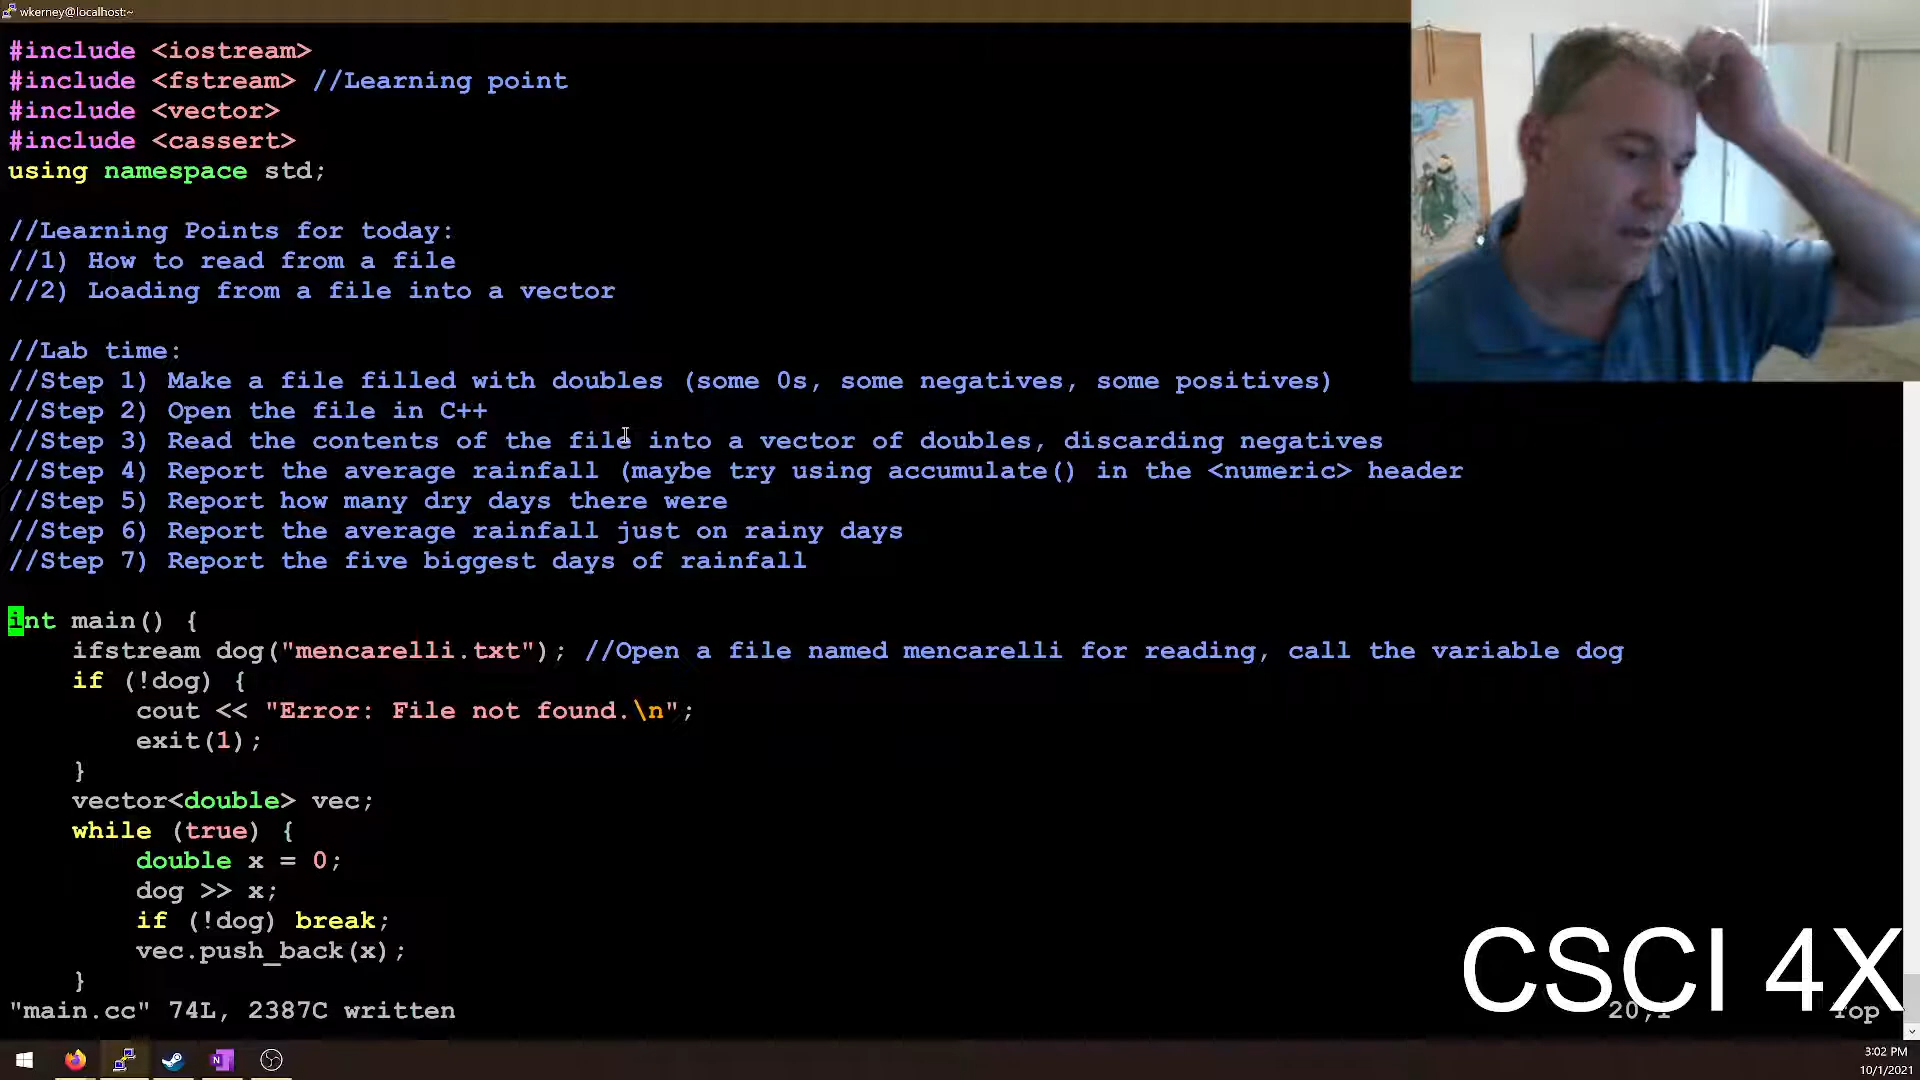 wkerney@localhost:~
#include <iostream>
#include <fstream> //Learning point
#include <vector>
#include <cassert>
using namespace std;
//Learning Points for today:
//1) How to read from a file
//2) Loading from a file into a vector
//Lab time:
//Step 1) Make a file filled with doubles (some 0s, some negatives, some positives)
//Step 2) Open the file in C++
//Step 3) Read the contents of the file into a vector of doubles, discarding negatives
//Step 4) Report the average rainfall (maybe try using accumulate() in the <numeric> header
//Step 5) Report how many dry days there were
//Step 6) Report the average rainfall just on rainy days
//Step 7) Report the five biggest days of rainfall
int main() {
    ifstream dog("mencarelli.txt"); //Open a file named mencarelli for reading, call the variable dog
    if (!dog) {
        cout << "Error: File not found.\n";
        exit(1);
    }
    vector<double> vec;
    while (true) {
        double x = 0;
        dog >> x;
        if (!dog) break;
        vec.push_back(x);
    }
"main.cc" 74L, 2387C written 20,1 Top
CSCI 4X
3:02 PM
10/1/2021